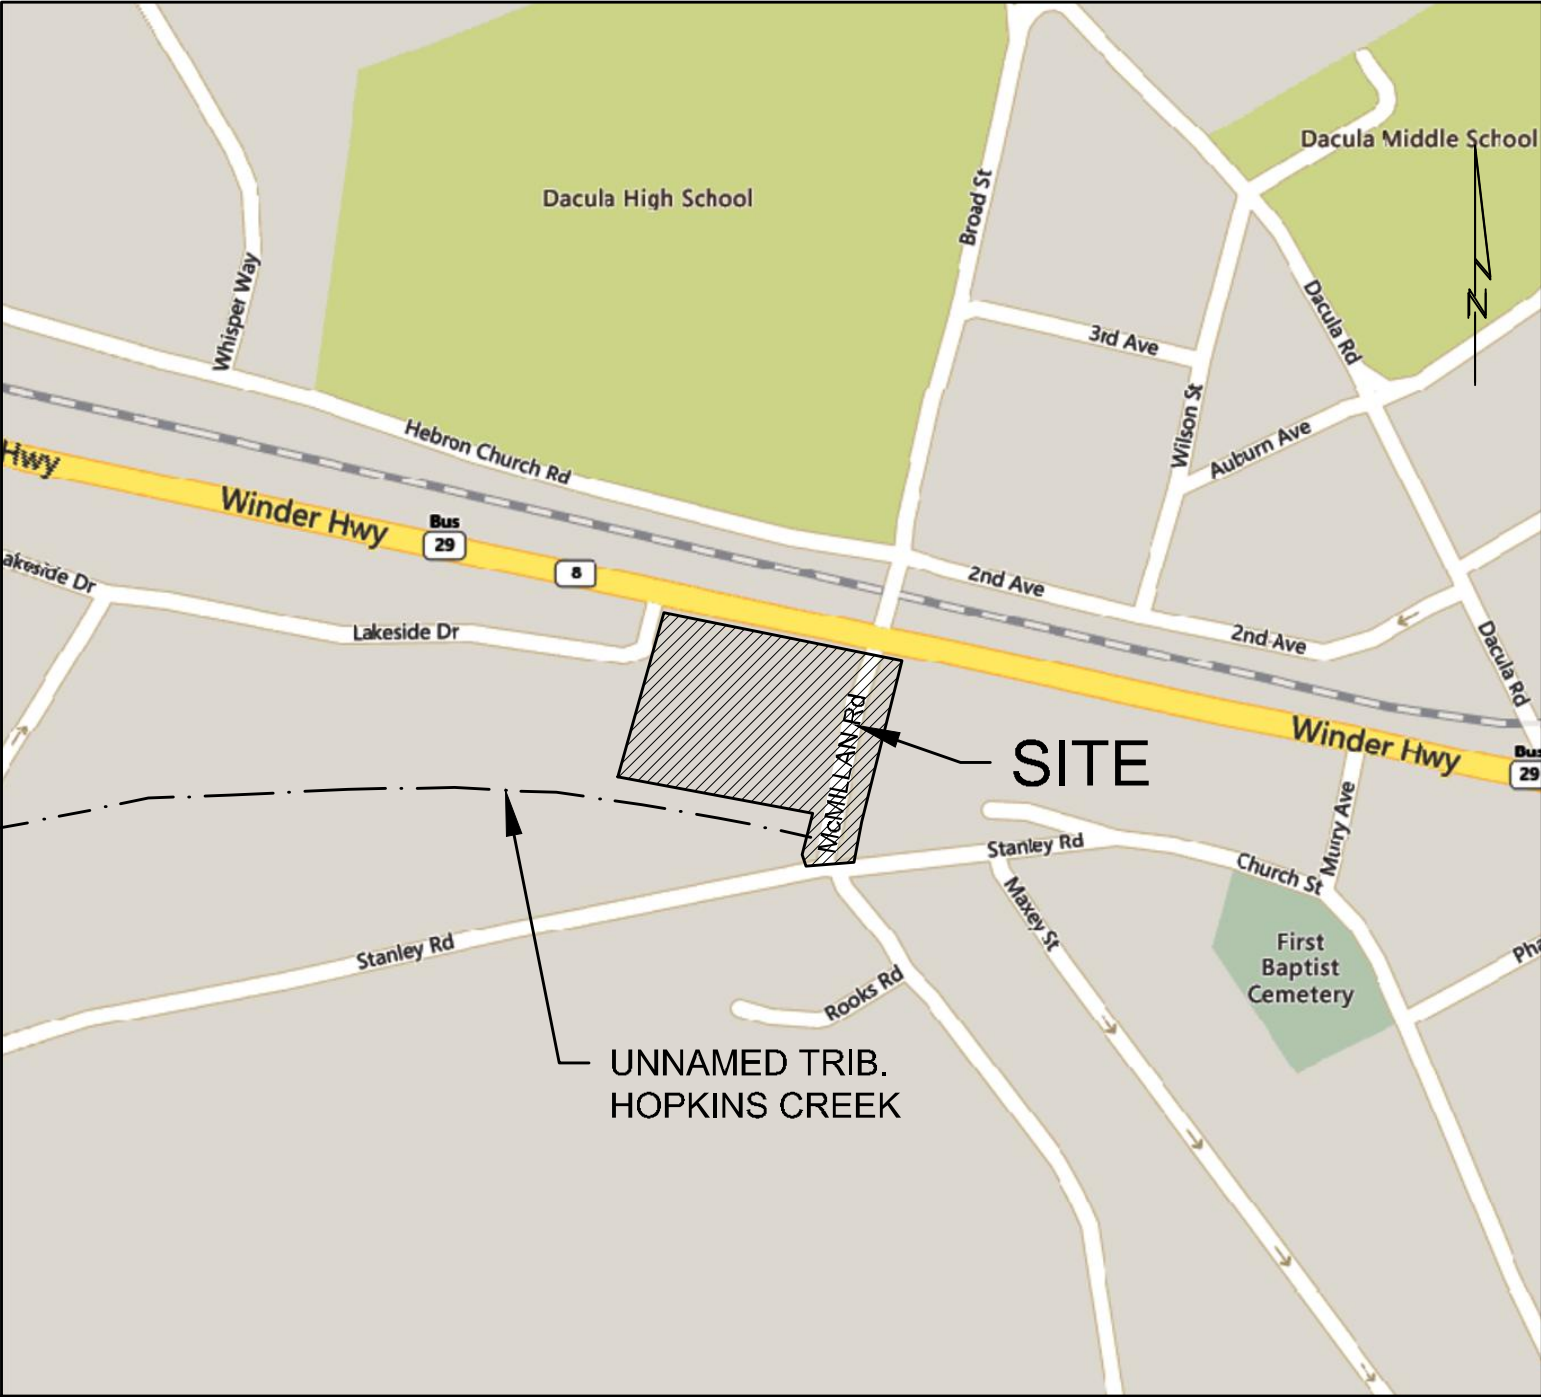 Dacula Middle School
Dacula High School
Broad St
Whisper Way
N
Dacula Rd
3rd Ave
Wilson St
Auburn Ave
Hebron Church Rd
Hwy
Winder Hwy
Bus
29
8
akeside Dr
2nd Ave
Lakeside Dr
2nd Ave
Dacula Rd
McMILLAN Rd
SITE
Winder Hwy
Bus
29
Murry Ave
Stanley Rd
Church St
Maxey St
Stanley Rd
First
Baptist
Cemetery
Pha
Rooks Rd
UNNAMED TRIB.
HOPKINS CREEK